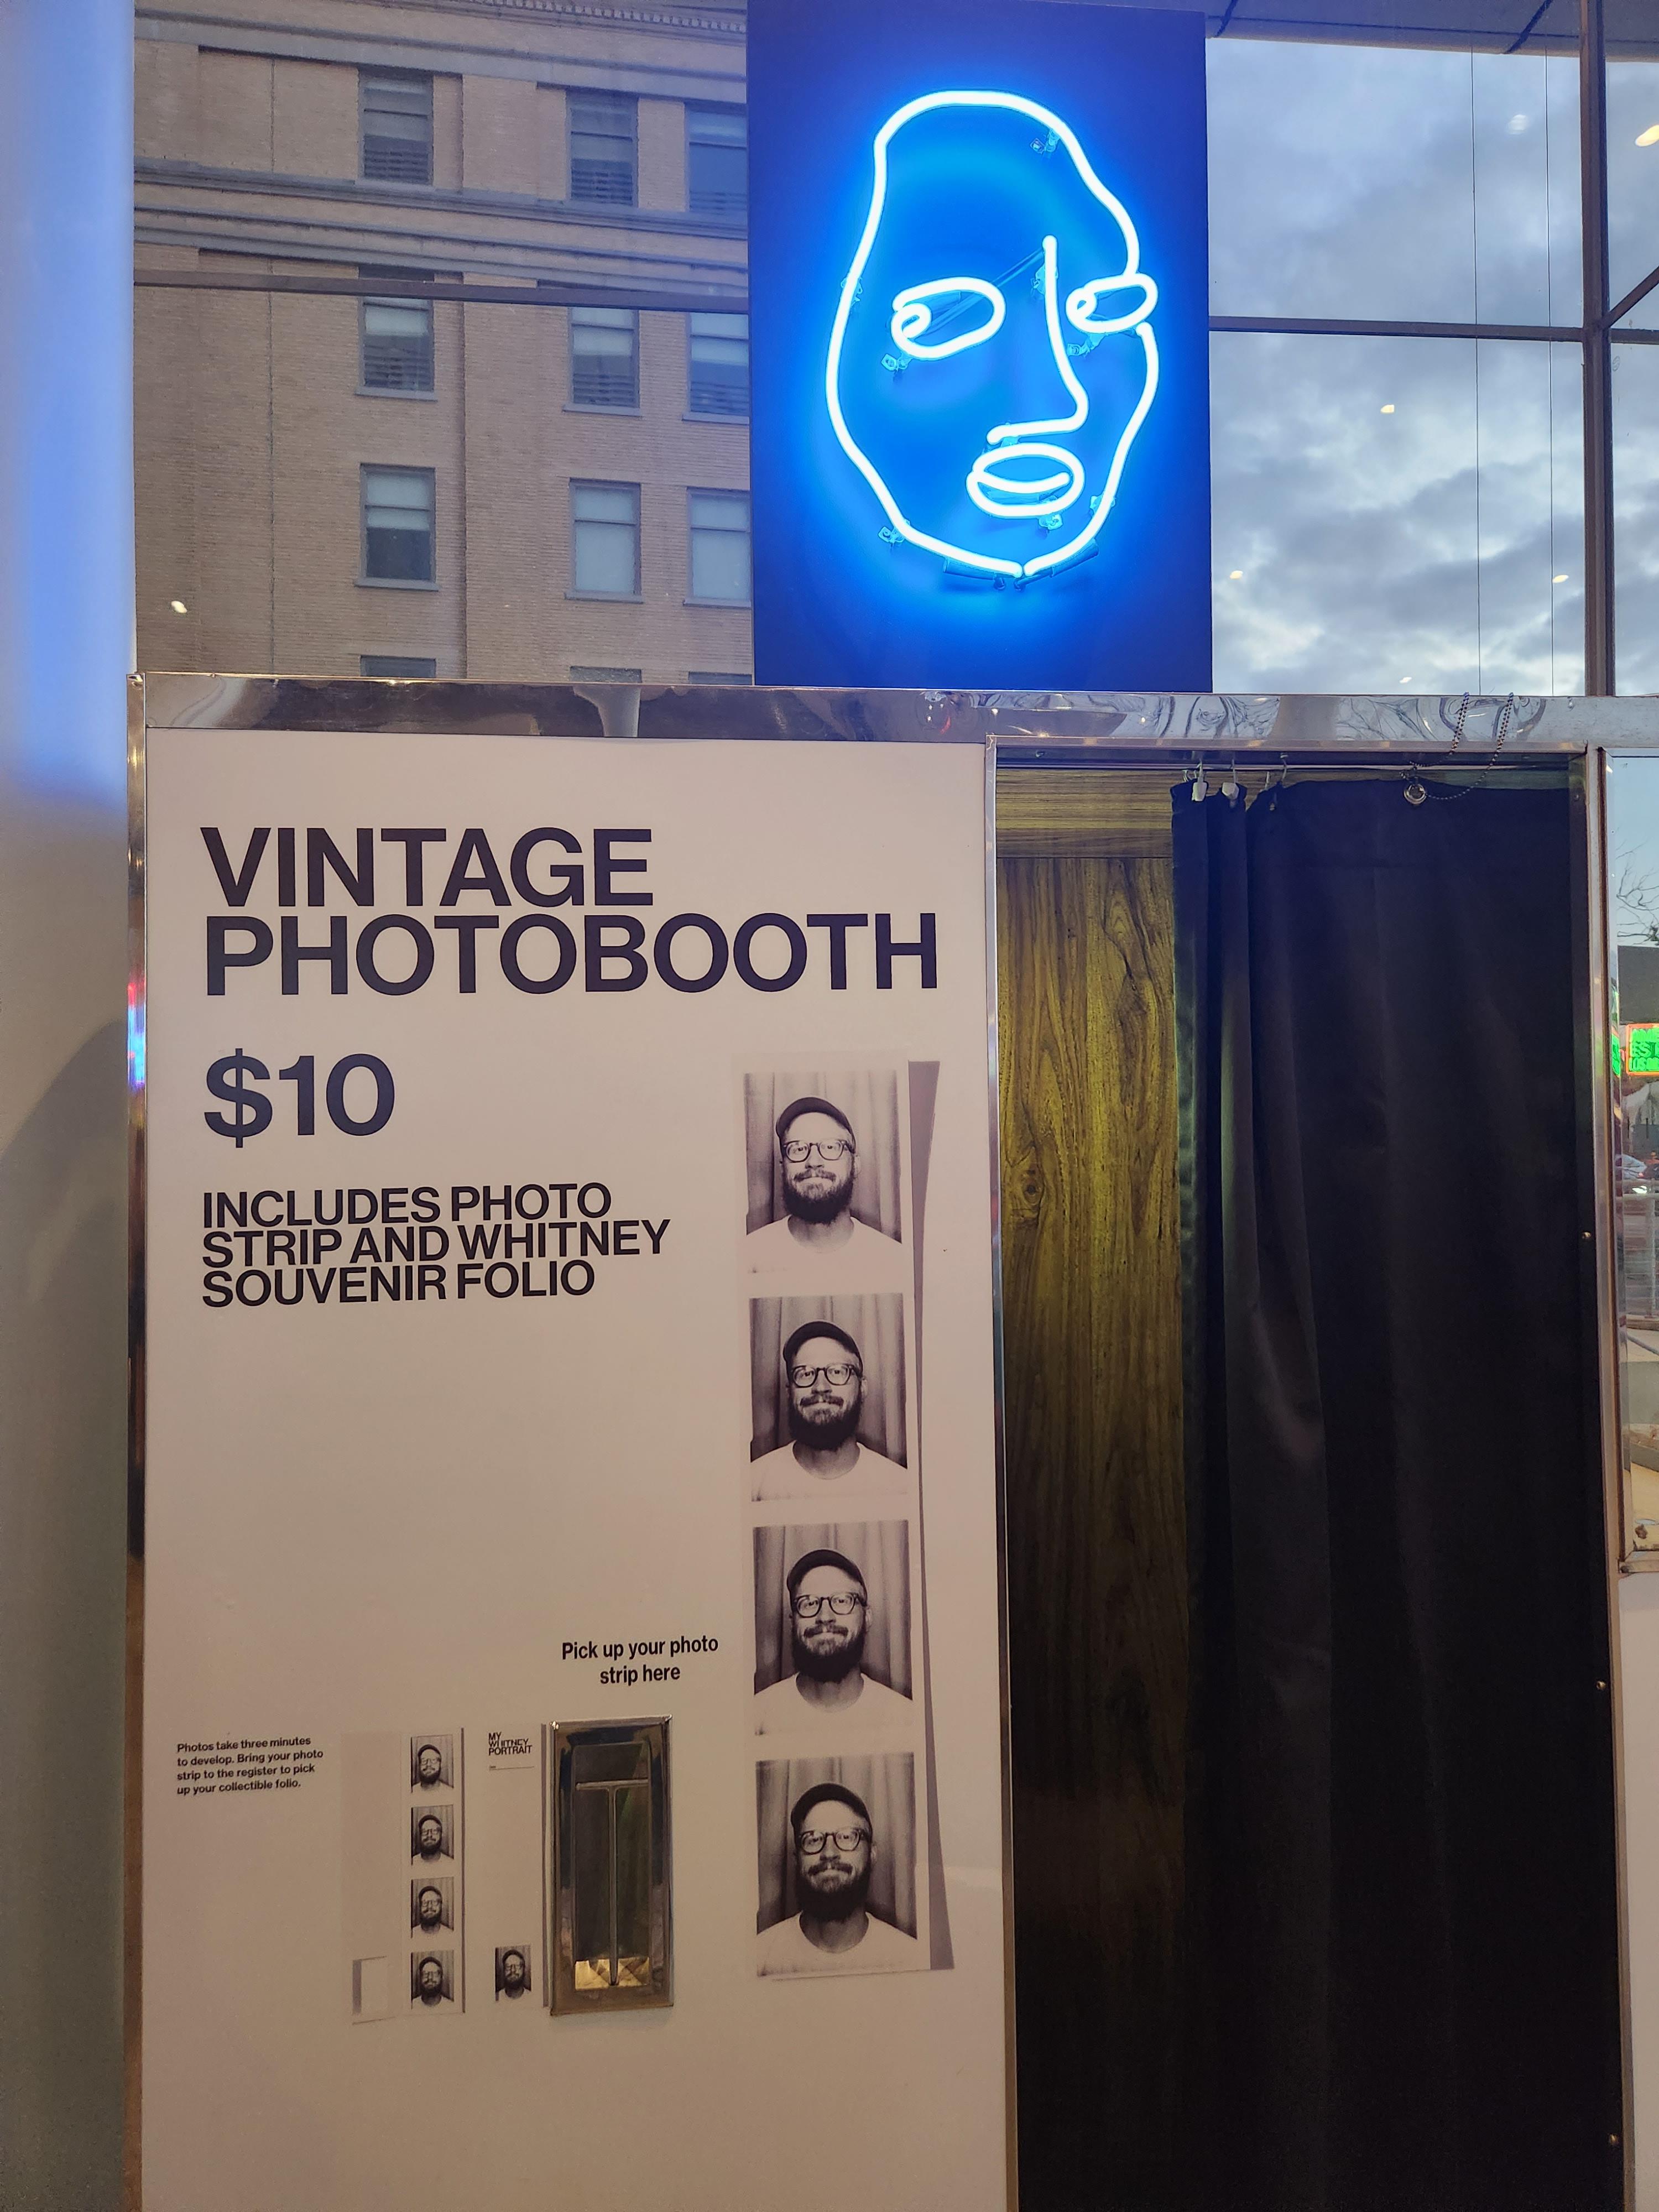 VINTAGE
PHOTOBOOTH
$10
INCLUDES PHOTO
STRIP AND WHITNEY
SOUVENIR FOLIO
Pick up your photo
strip here
Photos take three minutes
to develop. Bring your photo
strip to the register to pick
up your collectible folio.
MY
WHITNEY
PORTRAIT